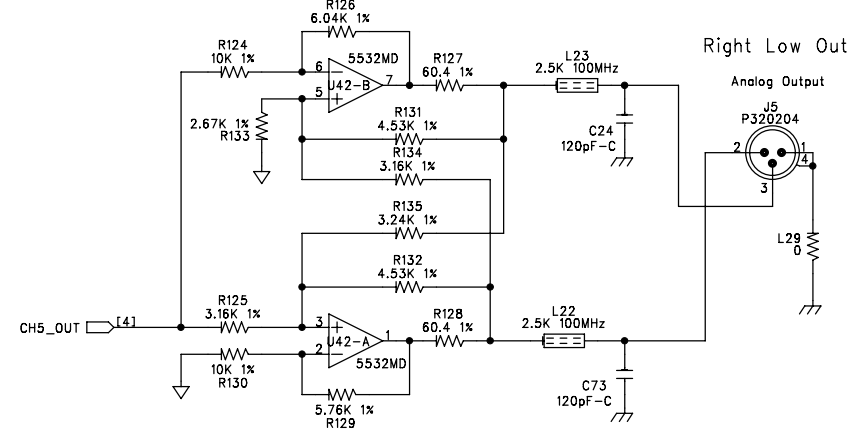 R126
6.04K 1%
R124
10K 1%
5532MD
6
7
U42-B
5
R127
60.4 1%
L23
2.5K 100MHz
Right Low Out
Analog Output
J5
P320204
2.67K 1%
R133
R131
4.53K 1%
R134
3.16K 1%
C24
120pF-C
2
1
4
3
R135
3.24K 1%
L29
0
R132
4.53K 1%
CH5_OUT
[4]
R125
3.16K 1%
3
1
U42-A
2
5532MD
R128
60.4 1%
L22
2.5K 100MHz
10K 1%
R130
5.76K 1%
R129
C73
120pF-C